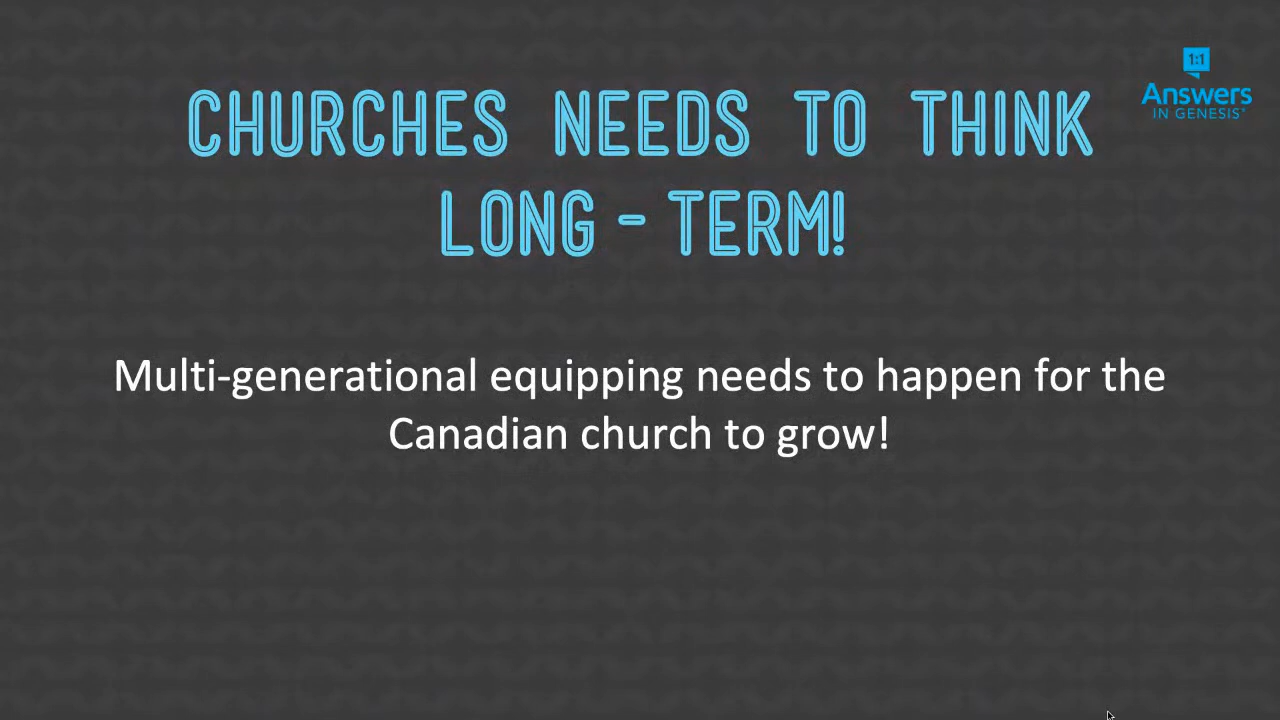 1:1
Answers
IN GENESIS
CHURCHES NEEDS TO THINK
LONG - TERM!
Multi-generational equipping needs to happen for the
Canadian church to grow!